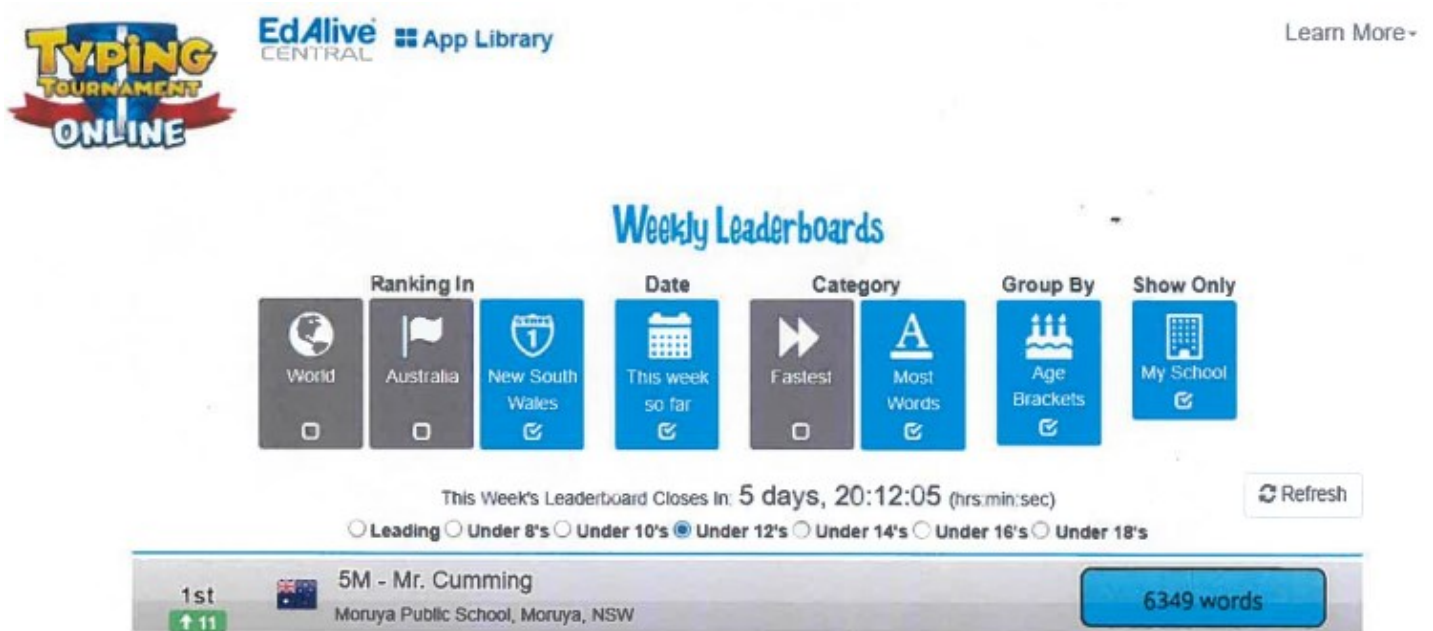 TYPING
TOURNAMENT
ONLINE
EdAlive
CENTRAL
App Library
Learn More
Weekly Leaderboards
Ranking In
Date
Category
Group By
Show Only
World
Australia
1
New South
Wales
This week
so far
Fastest
A
Most
Words
Age
Brackets
My School
This Week's Leaderboard Closes In: 5 days, 20:12:05 (hrs:min:sec)
Refresh
Leading Under 8's Under 10's Under 12's Under 14's Under 16's Under 18's
1st
11
5M - Mr. Cumming
Moruya Public School, Moruya, NSW
6349 words